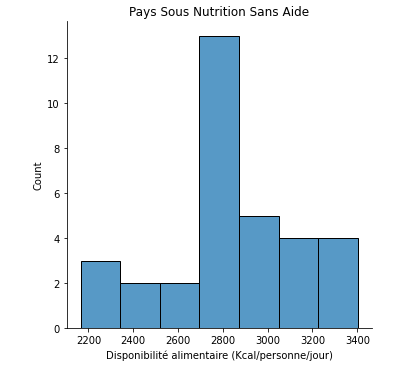 Pays Sous Nutrition Sans Aide
12
10
8
6
4
2
0
Count
2200 2400 2600 2800 3000 3200 3400
Disponibilité alimentaire (Kcal/personne/jour)